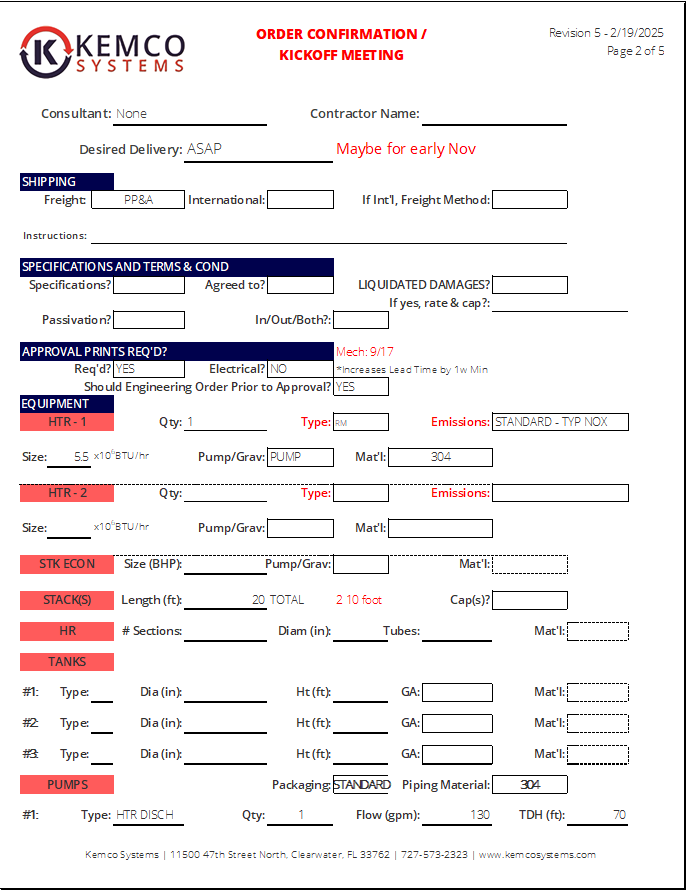 KEMCO
SYSTEMS
ORDER CONFIRMATION /
KICKOFF MEETING
Revision 5 - 2/19/2025
Page 2 of 5
Consultant: None Contractor Name:
Desired Delivery: ASAP Maybe for early Nov
SHIPPING
Freight: PP&A International: If Int'l, Freight Method:
Instructions:
SPECIFICATIONS AND TERMS & COND
Specifications? Agreed to? LIQUIDATED DAMAGES?
If yes, rate & cap?:
Passivation? In/Out/Both?:
APPROVAL PRINTS REQ'D? Mech: 9/17
Req'd? YES Electrical? NO *Increases Lead Time by 1w Min
Should Engineering Order Prior to Approval? YES
EQUIPMENT
HTR - 1 Qty: 1 Type: RM Emissions: STANDARD - TYP NOX
Size: 5.5 x10⁶BTU/hr Pump/Grav: PUMP Mat'l: 304
HTR - 2 Qty: Type: Emissions:
Size: x10⁶BTU/hr Pump/Grav: Mat'l:
STK ECON Size (BHP): Pump/Grav: Mat'l:
STACK(S) Length (ft): 20 TOTAL 2 10 foot Cap(s)?
HR # Sections: Diam (in): Tubes: Mat'l:
TANKS
#1: Type: Dia (in): Ht (ft): GA: Mat'l:
#2: Type: Dia (in): Ht (ft): GA: Mat'l:
#3: Type: Dia (in): Ht (ft): GA: Mat'l:
PUMPS Packaging: STANDARD Piping Material: 304
#1: Type: HTR DISCH Qty: 1 Flow (gpm): 130 TDH (ft): 70
Kemco Systems | 11500 47th Street North, Clearwater, FL 33762 | 727-573-2323 | www.kemcosystems.com